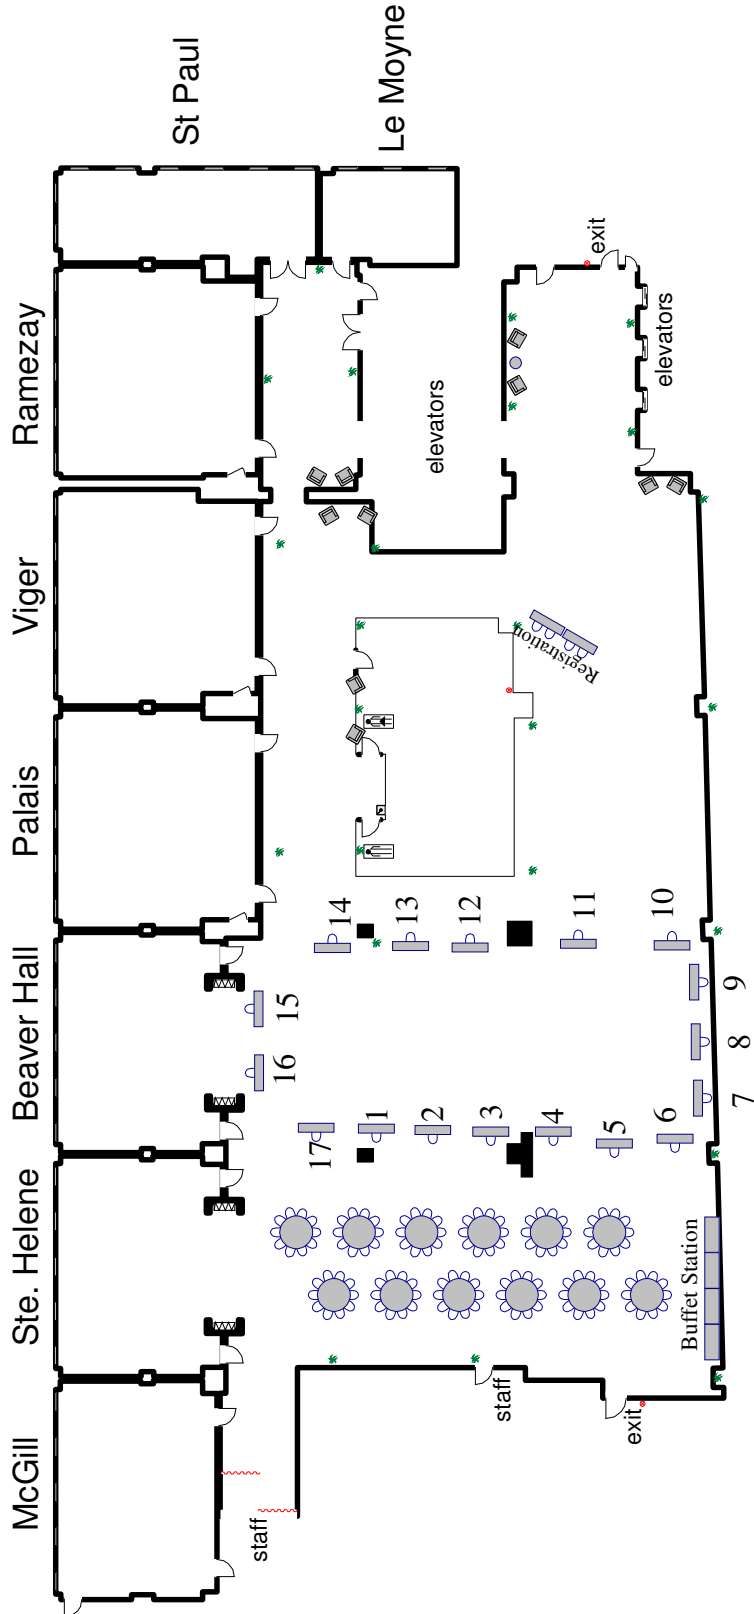 McGill
Ste. Helene
Beaver Hall
Palais
Viger
Ramezay
St Paul
Le Moyne
staff
16
15
17
1
2
3
4
5
6
7
8
9
10
11
12
13
14
elevators
exit
elevators
Registration
Buffet Station
staff
exit